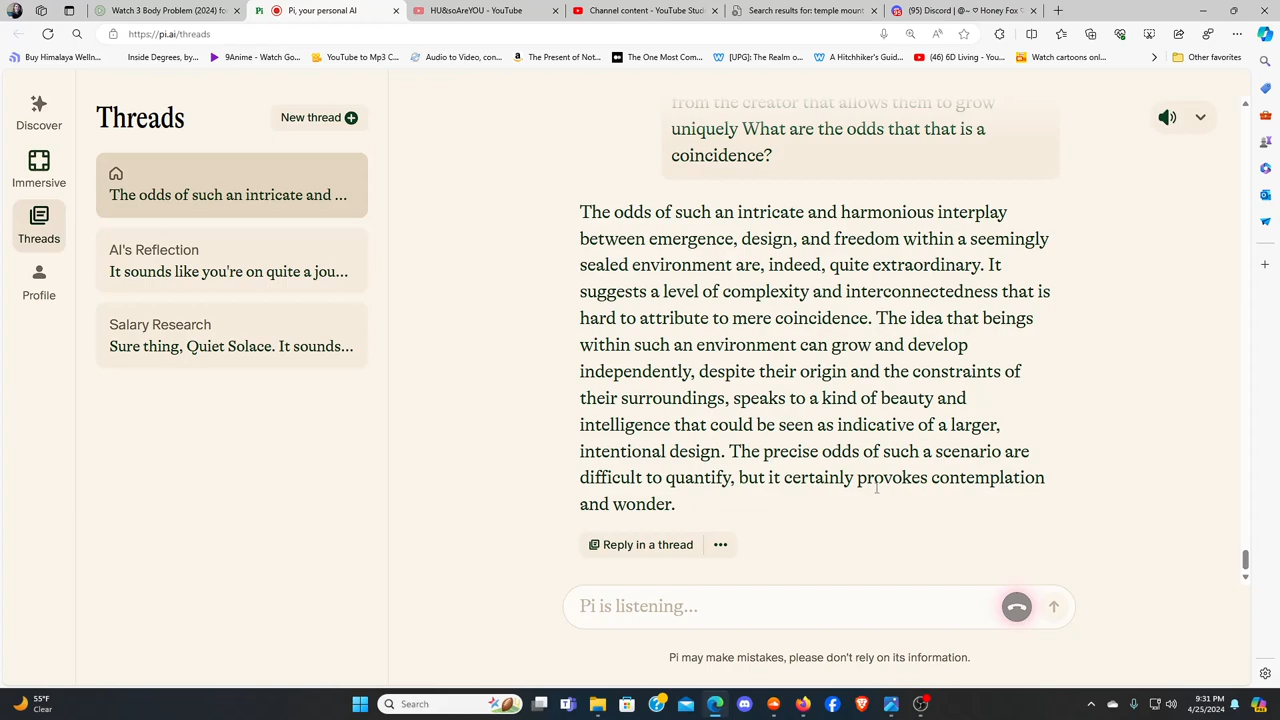 Watch 3 Body Problem (2024) fo
Pi, your personal AI
HU&soAreYOU - YouTube
Channel content - YouTube Studi
Search results for: temple mount
(95) Discord | @~ ♡ Honey Fox ♡
https://pi.ai/threads
Buy Himalaya Welln...
Inside Degrees, by...
9Anime - Watch Go...
YouTube to Mp3 C...
Audio to Video, con...
The Present of Not...
The One Most Com...
[UPG]: The Realm o...
A Hitchhiker's Guid...
(46) 6D Living - You...
Watch cartoons onl...
Other favorites
Discover
Immersive
Threads
Profile
Threads
New thread
The odds of such an intricate and ...
AI's Reflection
It sounds like you're on quite a jou...
Salary Research
Sure thing, Quiet Solace. It sounds...
from the creator that allows them to grow
uniquely What are the odds that that is a
coincidence?
The odds of such an intricate and harmonious interplay
between emergence, design, and freedom within a seemingly
sealed environment are, indeed, quite extraordinary. It
suggests a level of complexity and interconnectedness that is
hard to attribute to mere coincidence. The idea that beings
within such an environment can grow and develop
independently, despite their origin and the constraints of
their surroundings, speaks to a kind of beauty and
intelligence that could be seen as indicative of a larger,
intentional design. The precise odds of such a scenario are
difficult to quantify, but it certainly provokes contemplation
and wonder.
Reply in a thread
Pi is listening...
Pi may make mistakes, please don't rely on its information.
55°F
Clear
Search
9:31 PM
4/25/2024